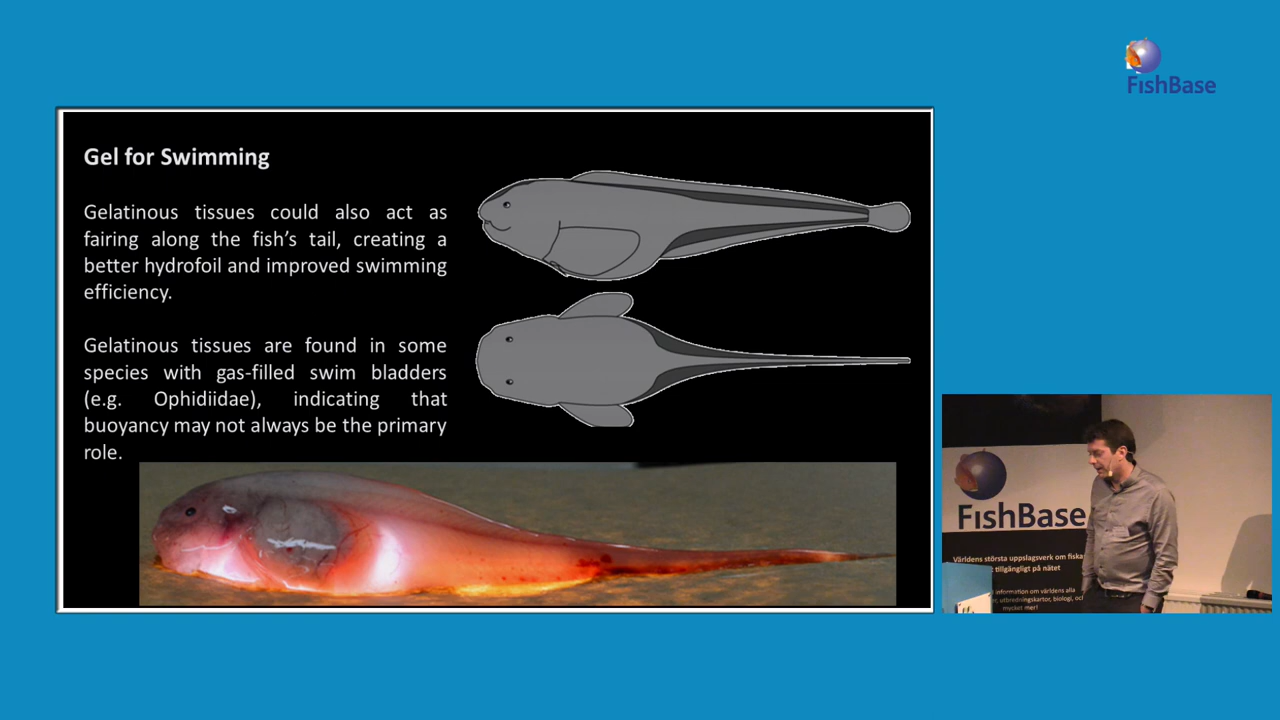 FishBase
Gel for Swimming
Gelatinous tissues could also act as
fairing along the fish's tail, creating a
better hydrofoil and improved swimming
efficiency.
Gelatinous tissues are found in some
species with gas-filled swim bladders
(e.g. Ophidiidae), indicating that
buoyancy may not always be the primary
role.
FishBase
Världens största uppslagsverk om fiska
tillgängligt på nätet
information om världens alla
utbredningskartor, biologi, oc
mycket mer!